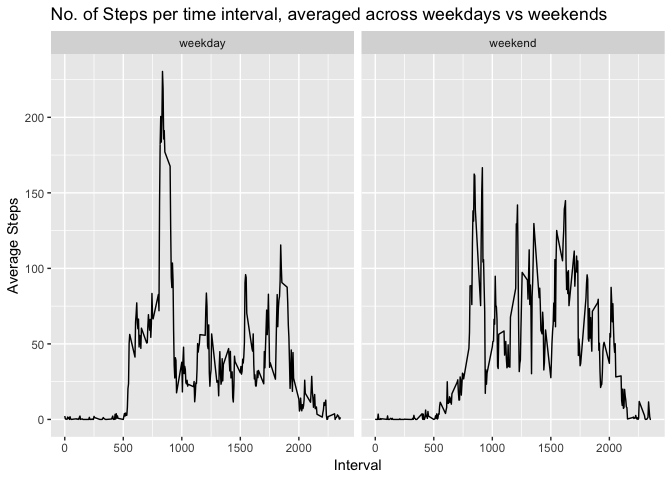 No. of Steps per time interval, averaged across weekdays vs weekends
weekday
weekend
Average Steps
200
150
100
50
0
0 500 1000 1500 2000
0 500 1000 1500 2000
Interval